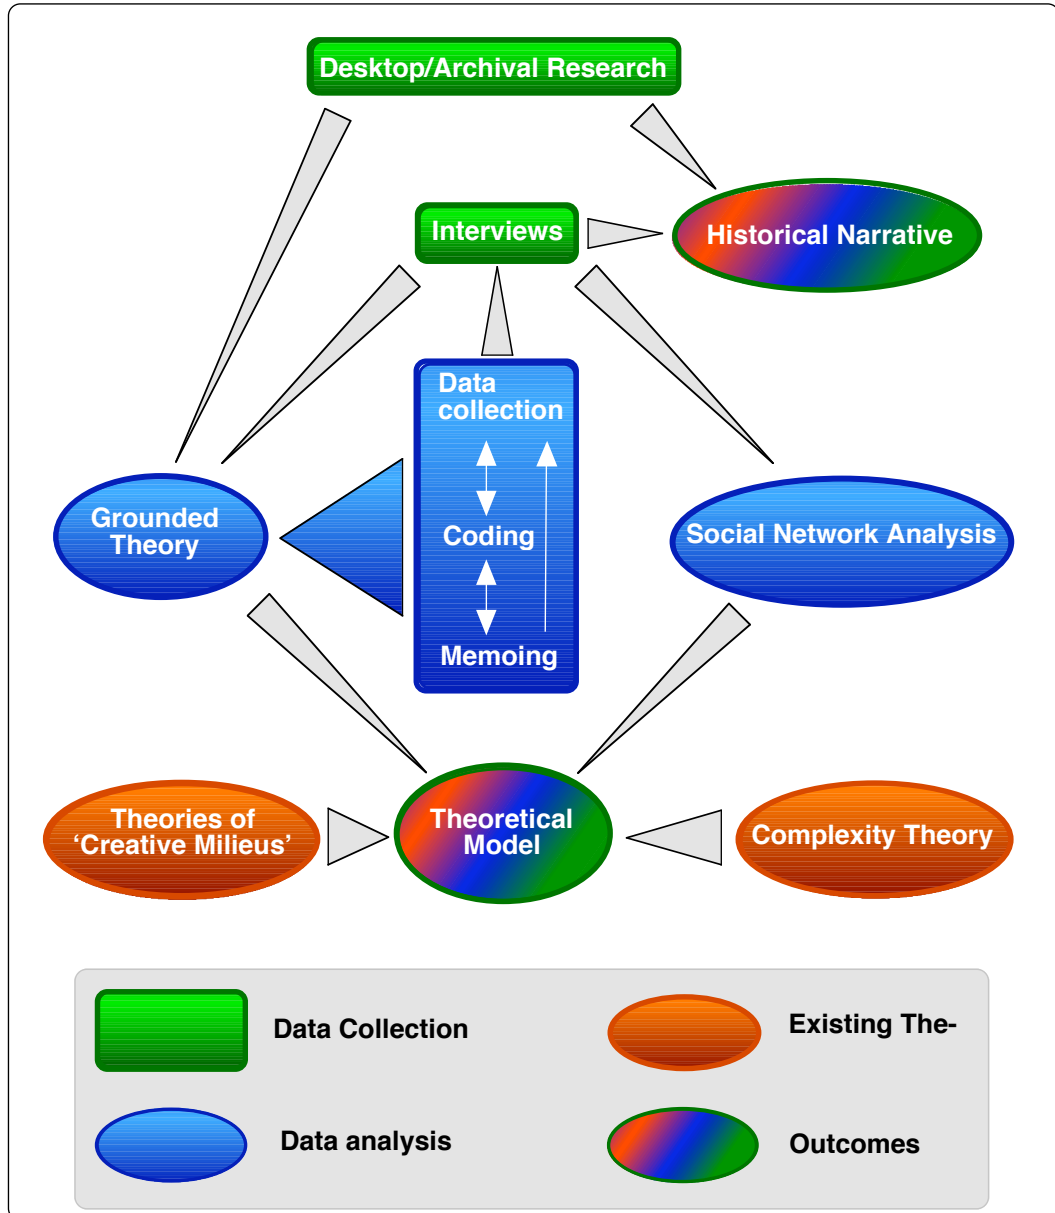 Desktop/Archival Research
Interviews
Historical Narrative
Data
collection
Grounded
Theory
Coding
Social Network Analysis
Memoing
Theories of
‘Creative Milieus’
Theoretical
Model
Complexity Theory
Data Collection
Existing The-
Data analysis
Outcomes